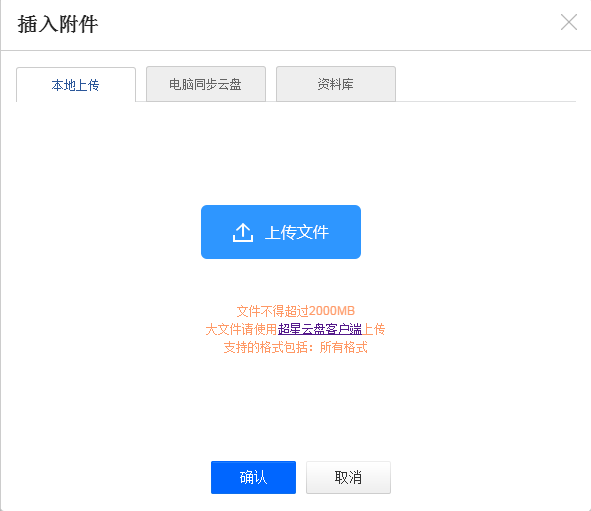 插入附件
本地上传
电脑同步云盘
资料库
上传文件
文件不得超过2000MB
大文件请使用超星云盘客户端上传
支持的格式包括：所有格式
确认
取消